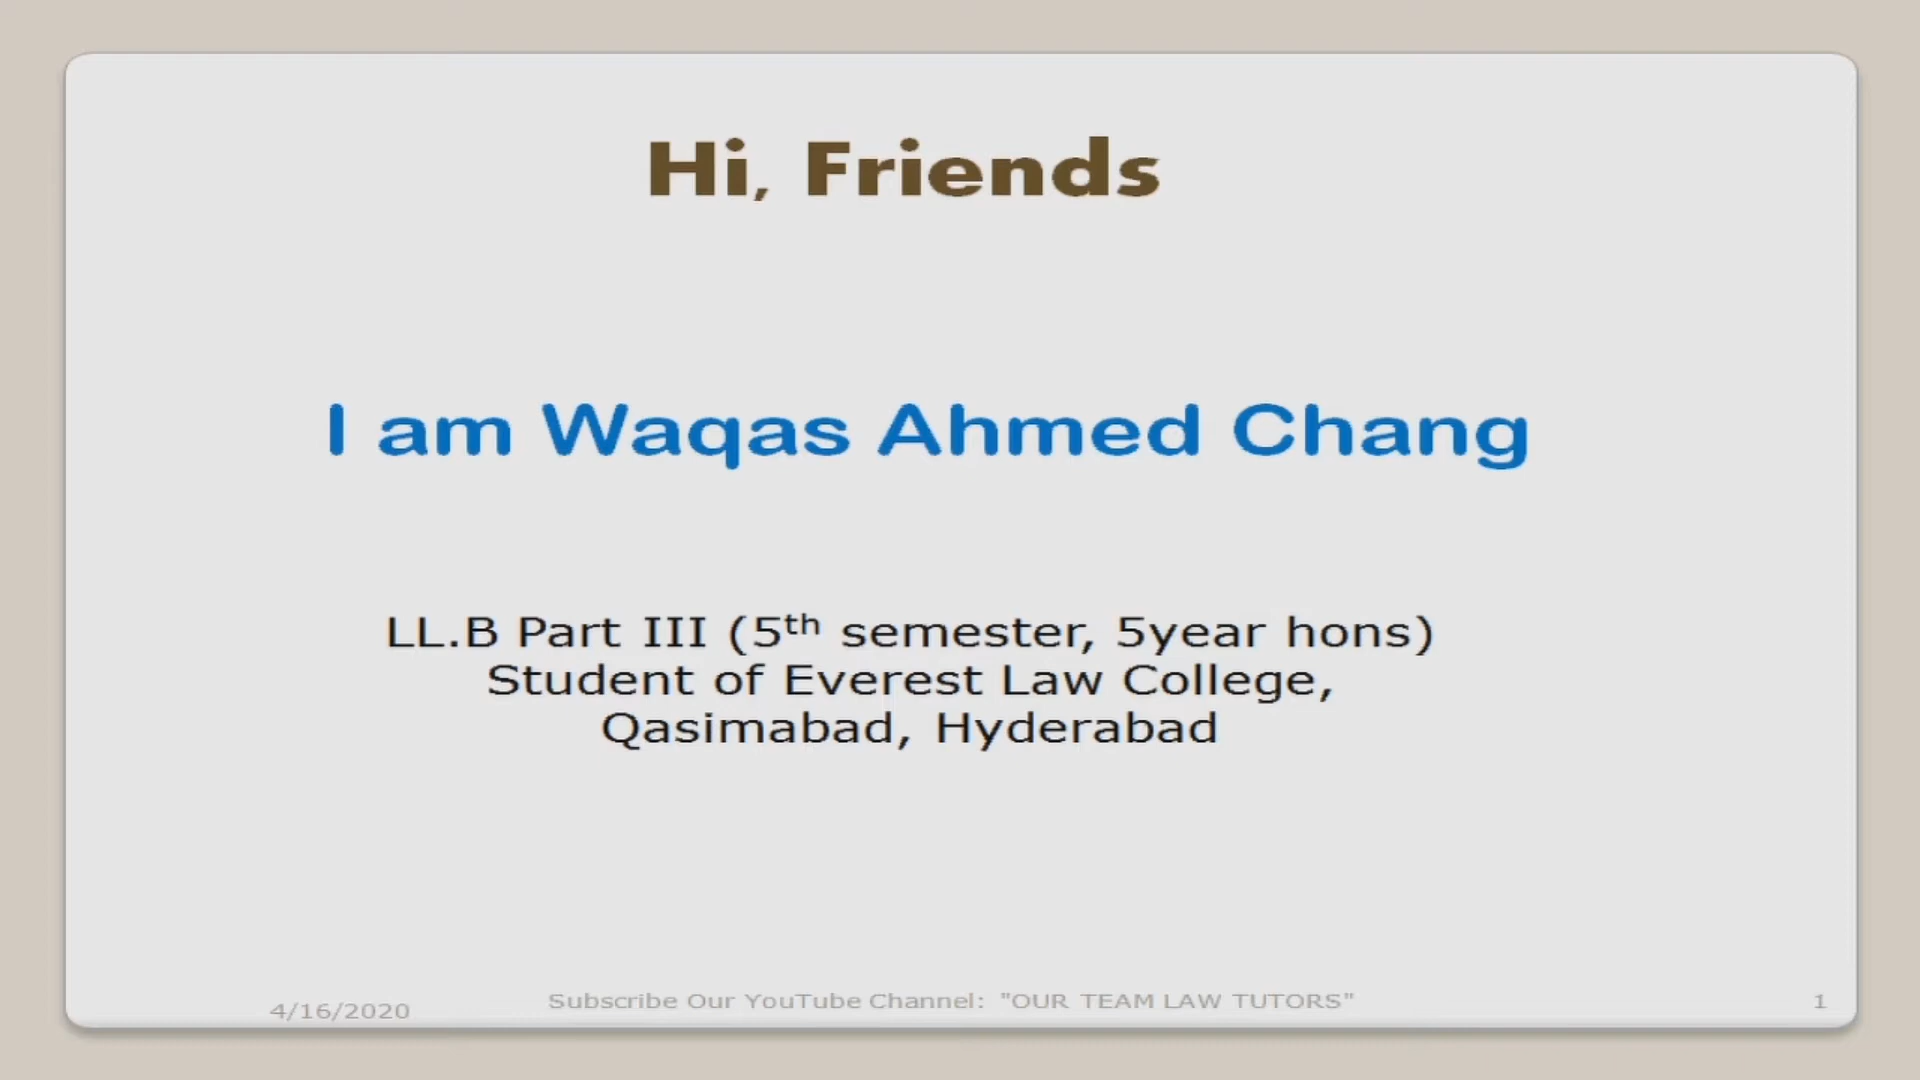 Hi, Friends
I am Waqas Ahmed Chang
LL.B Part III (5th semester, 5year hons)
Student of Everest Law College,
Qasimabad, Hyderabad
4/16/2020
Subscribe Our YouTube Channel: "OUR TEAM LAW TUTORS"
1